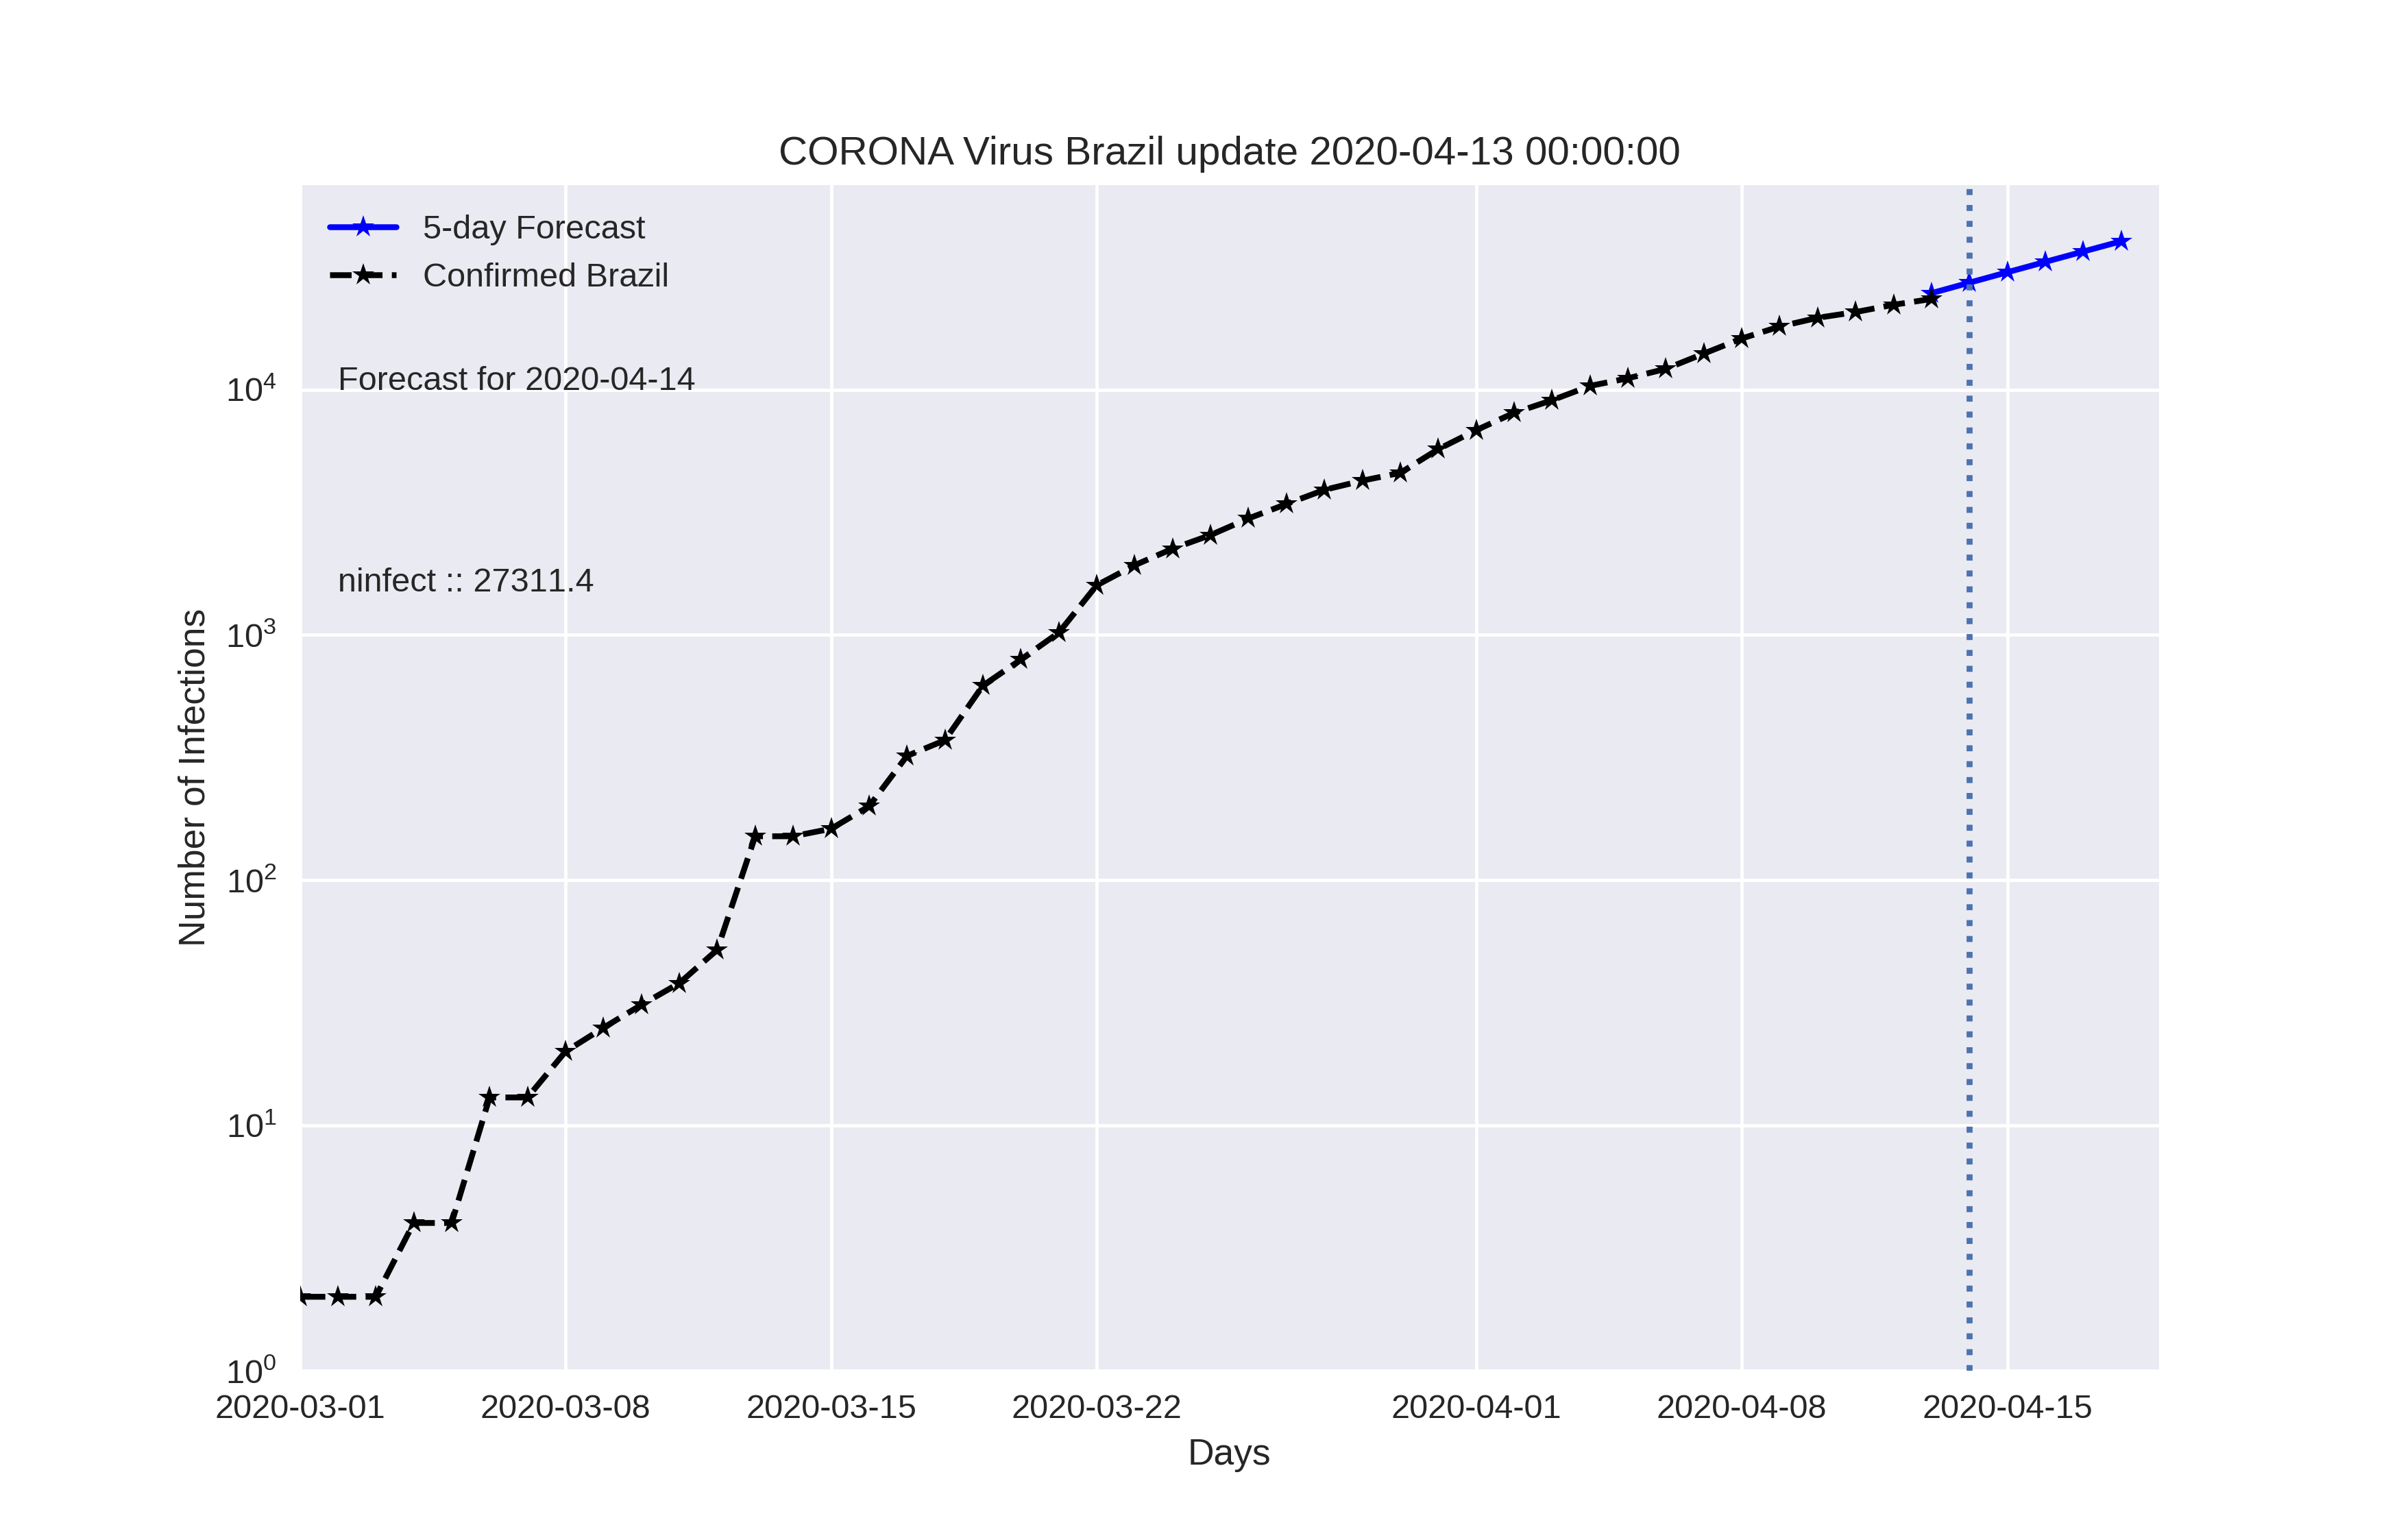 CORONA Virus Brazil update 2020-04-13 00:00:00
5-day Forecast
Confirmed Brazil
Forecast for 2020-04-14
ninfect :: 27311.4
Number of Infections
10⁴
10³
10²
10¹
10⁰
2020-03-01 2020-03-08 2020-03-15 2020-03-22 2020-04-01 2020-04-08 2020-04-15
Days